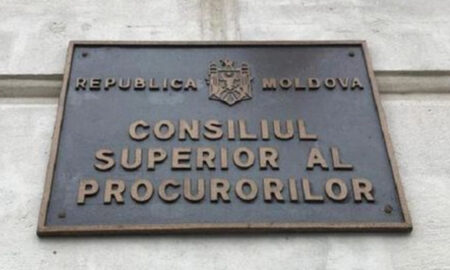 REPUBLICA MOLDOVA
CONSILIUL
SUPERIOR AL
PROCURORILOR